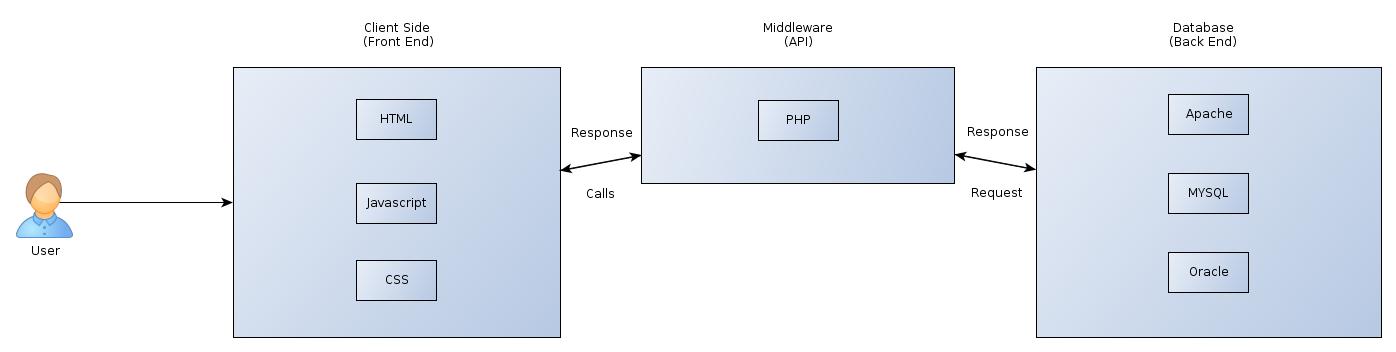 Client Side
(Front End)
Middleware
(API)
Database
(Back End)
User
HTML
Javascript
CSS
Response
Calls
PHP
Response
Request
Apache
MYSQL
Oracle